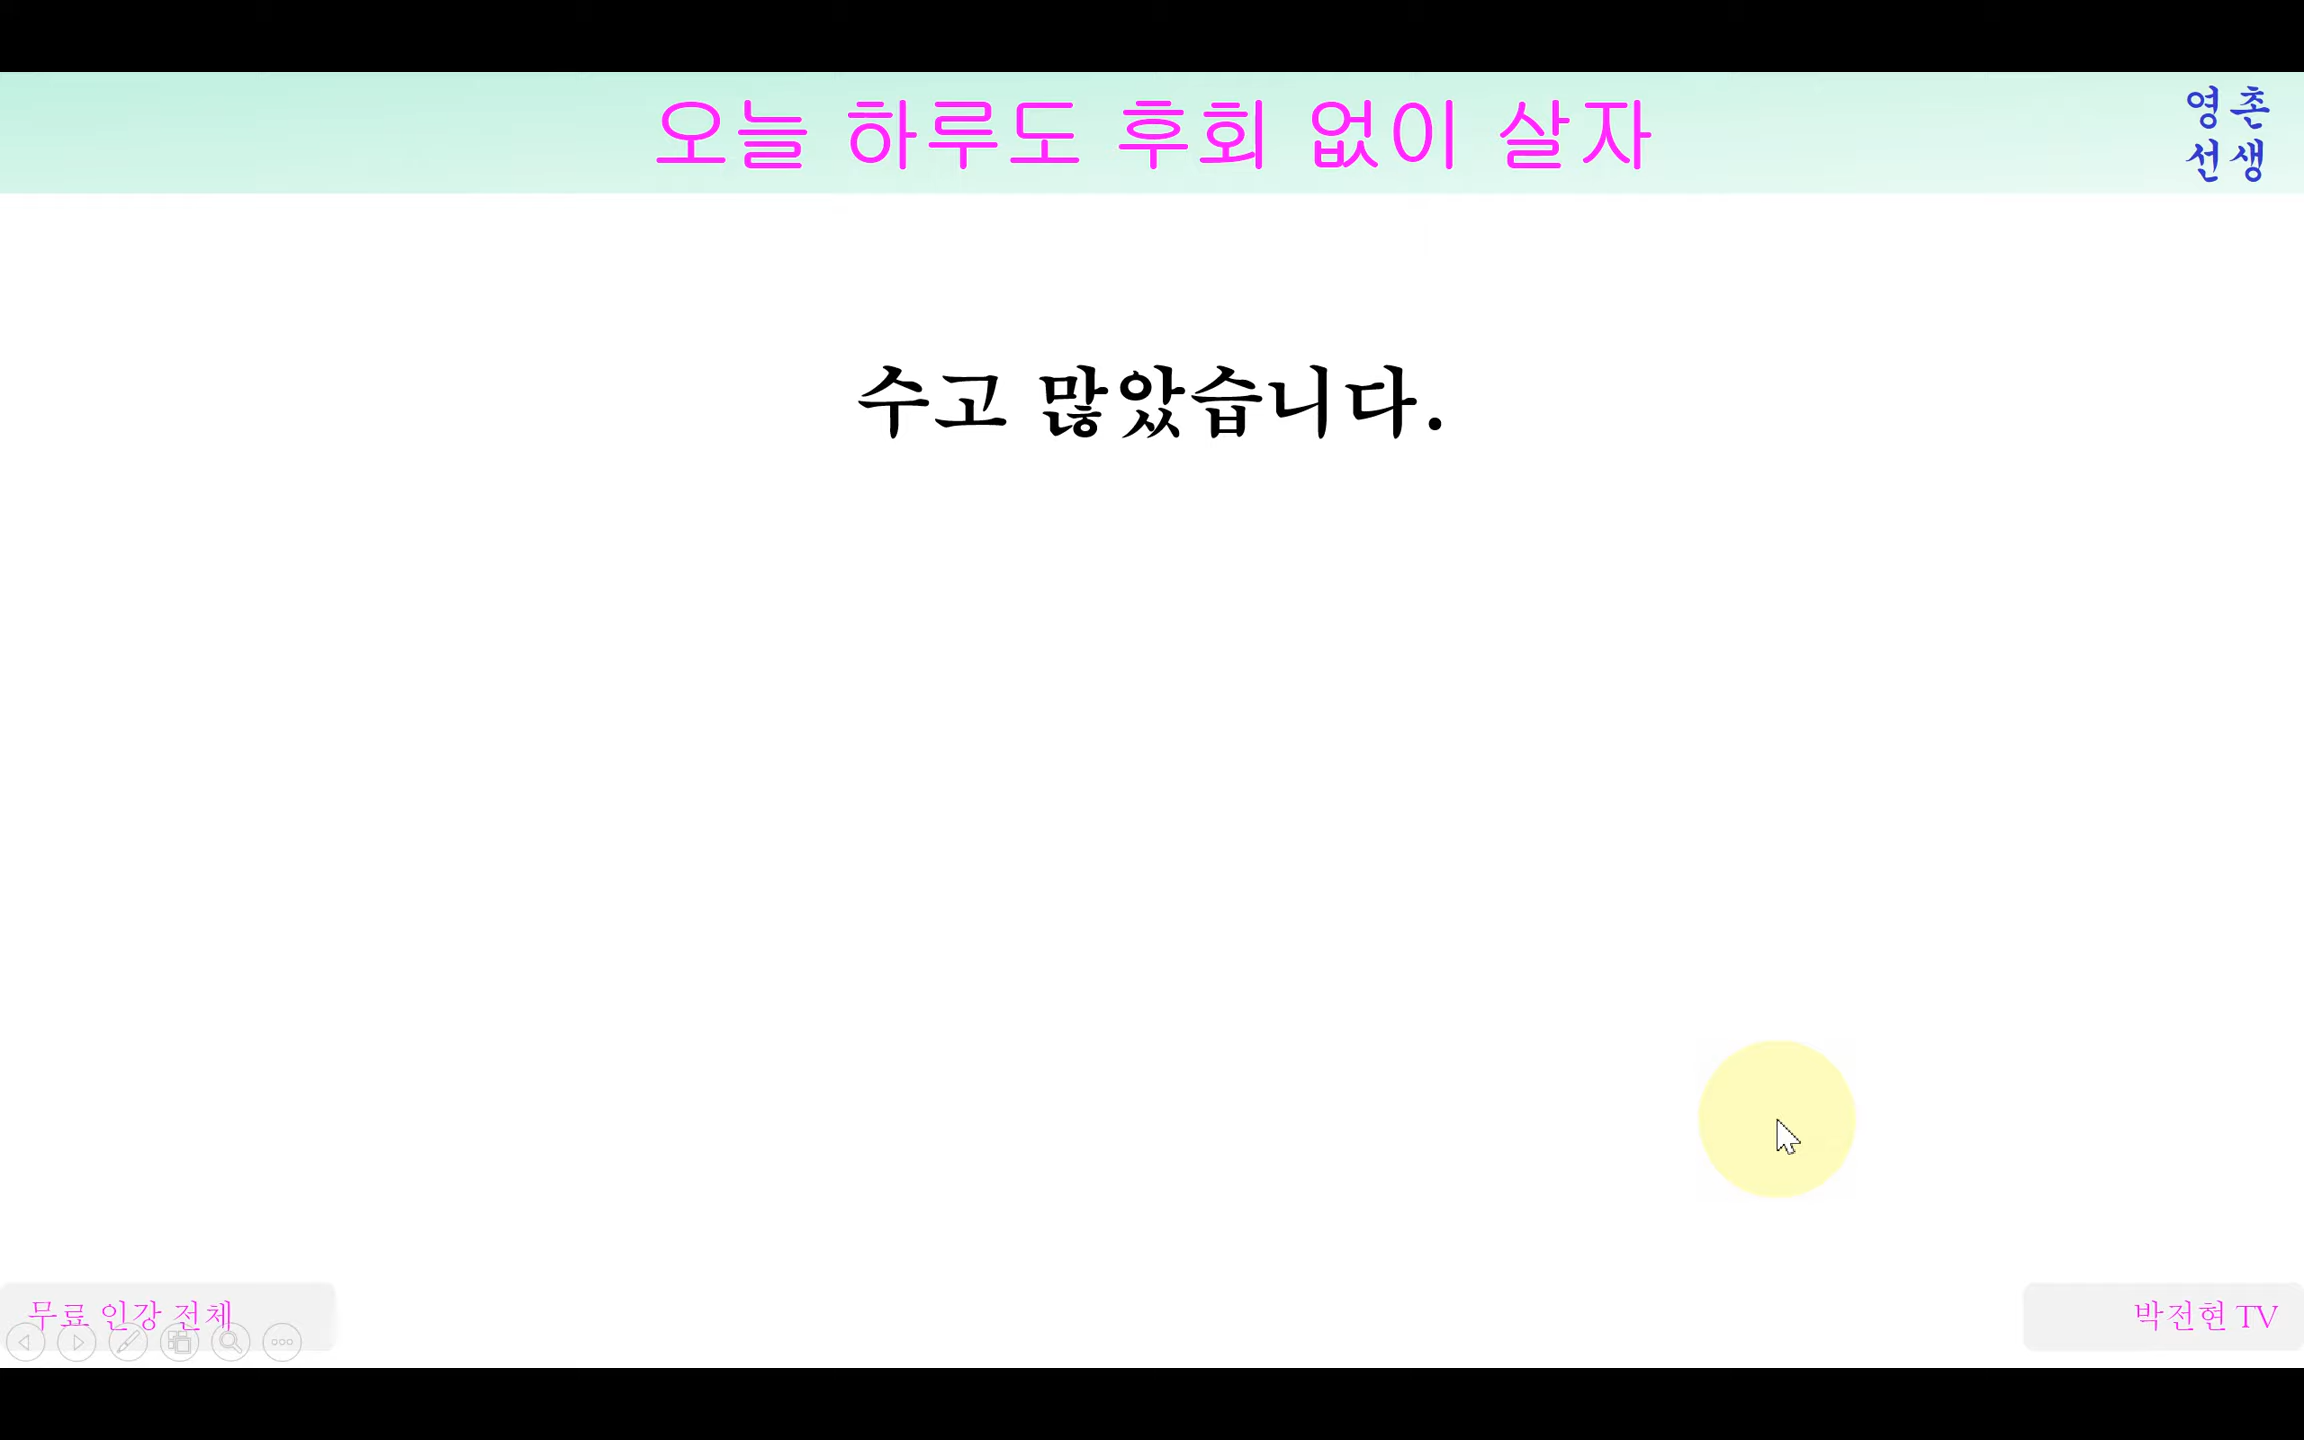 오늘 하루도 후회 없이 살자
영촌
선생
수고 많았습니다.
무료 인강 전체
박전현 TV